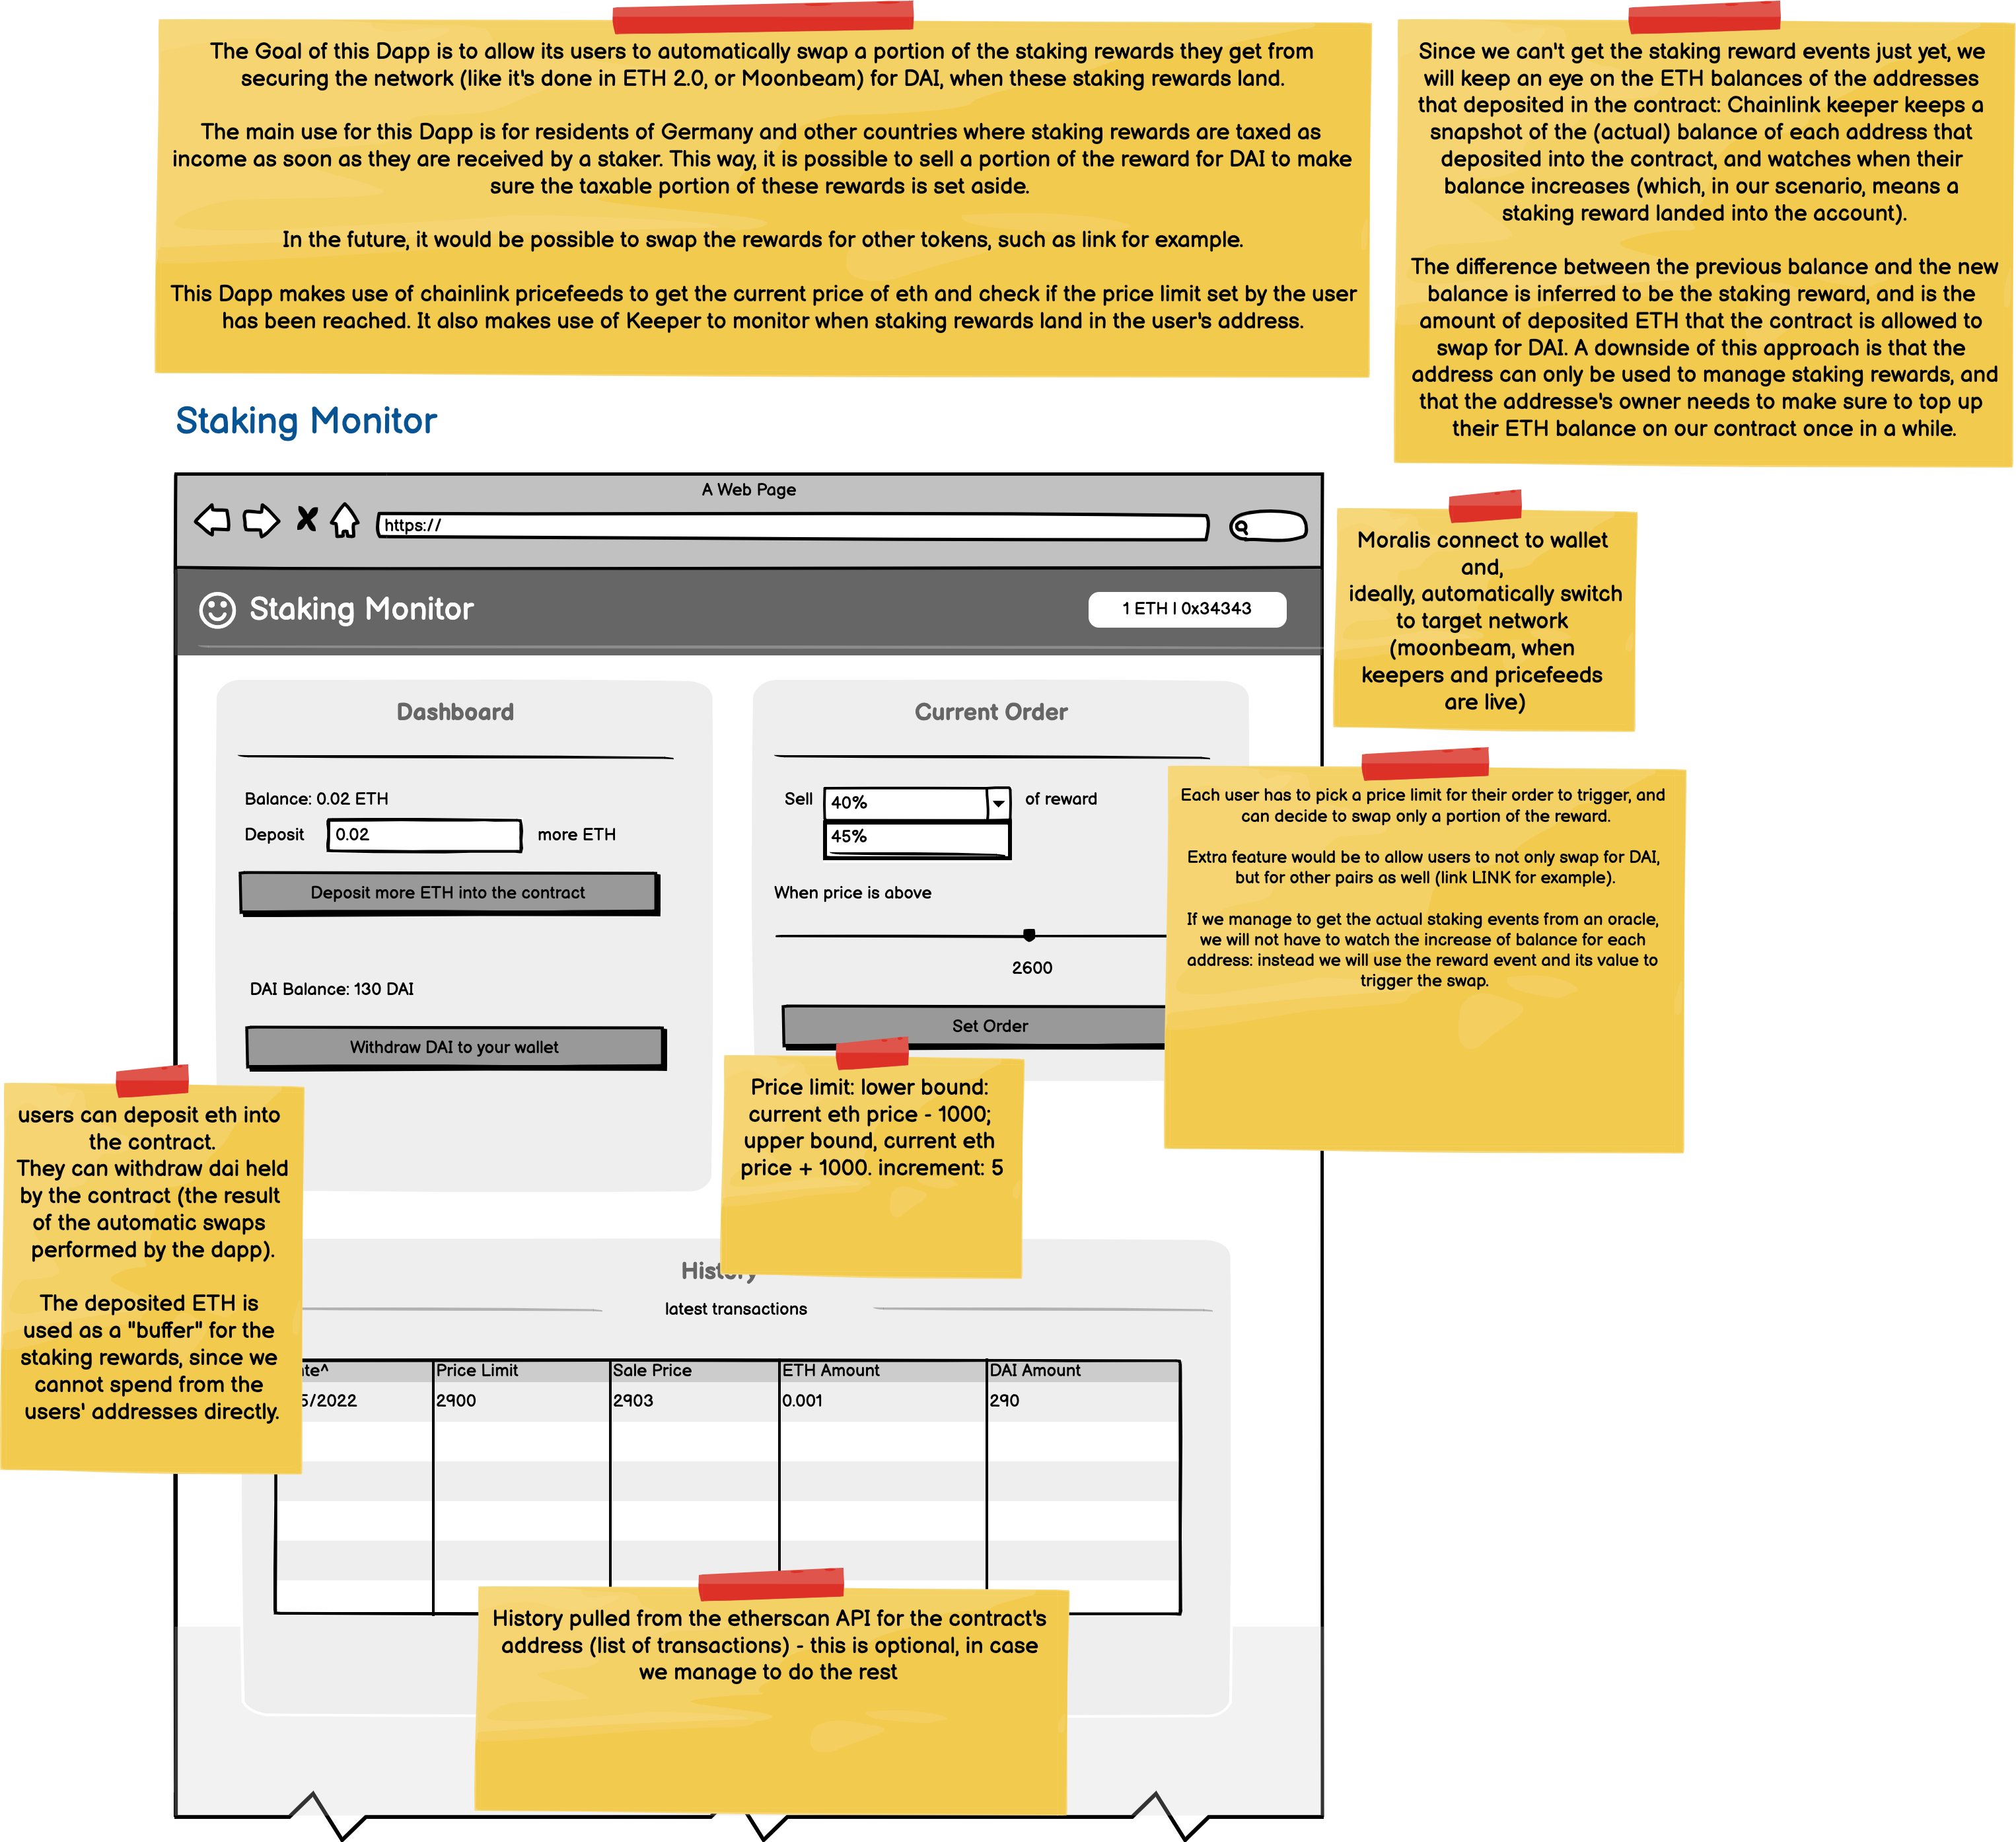 The Goal of this Dapp is to allow its users to automatically swap a portion of the staking rewards they get from
securing the network (like it's done in ETH 2.0, or Moonbeam) for DAI, when these staking rewards land.
The main use for this Dapp is for residents of Germany and other countries where staking rewards are taxed as
income as soon as they are received by a staker. This way, it is possible to sell a portion of the reward for DAI to make
sure the taxable portion of these rewards is set aside.
In the future, it would be possible to swap the rewards for other tokens, such as link for example.
This Dapp makes use of chainlink pricefeeds to get the current price of eth and check if the price limit set by the user
has been reached. It also makes use of Keeper to monitor when staking rewards land in the user's address.
Since we can't get the staking reward events just yet, we
will keep an eye on the ETH balances of the addresses
that deposited in the contract: Chainlink keeper keeps a
snapshot of the (actual) balance of each address that
deposited into the contract, and watches when their
balance increases (which, in our scenario, means a
staking reward landed into the account).
The difference between the previous balance and the new
balance is inferred to be the staking reward, and is the
amount of deposited ETH that the contract is allowed to
swap for DAI. A downside of this approach is that the
address can only be used to manage staking rewards, and
that the addresse's owner needs to make sure to top up
their ETH balance on our contract once in a while.
Staking Monitor
A Web Page
https://
Staking Monitor
1 ETH | 0x34343
Moralis connect to wallet
and,
ideally, automatically switch
to target network
(moonbeam, when
keepers and pricefeeds
are live)
Dashboard
Balance: 0.02 ETH
Deposit 0.02 more ETH
Deposit more ETH into the contract
DAI Balance: 130 DAI
Withdraw DAI to your wallet
Current Order
Sell 40% of reward
45%
When price is above
2600
Set Order
Each user has to pick a price limit for their order to trigger, and
can decide to swap only a portion of the reward.
Extra feature would be to allow users to not only swap for DAI,
but for other pairs as well (link LINK for example).
If we manage to get the actual staking events from an oracle,
we will not have to watch the increase of balance for each
address: instead we will use the reward event and its value to
trigger the swap.
Price limit: lower bound:
current eth price - 1000;
upper bound, current eth
price + 1000. increment: 5
users can deposit eth into
the contract.
They can withdraw dai held
by the contract (the result
of the automatic swaps
performed by the dapp).
The deposited ETH is
used as a "buffer" for the
staking rewards, since we
cannot spend from the
users' addresses directly.
History
latest transactions
te^ Price Limit Sale Price ETH Amount DAI Amount
5/2022 2900 2903 0.001 290
History pulled from the etherscan API for the contract's
address (list of transactions) - this is optional, in case
we manage to do the rest